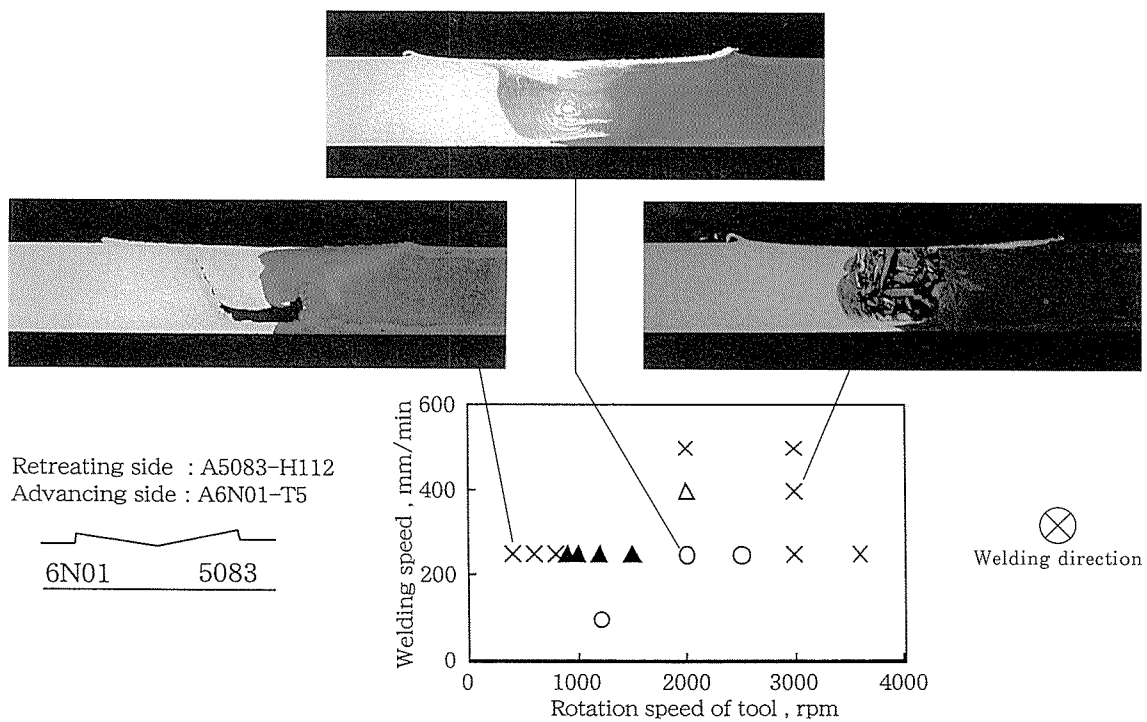 Retreating side : A5083-H112
Advancing side : A6N01-T5
6N01 5083
Welding speed , mm/min
600
400
200
0
0 1000 2000 3000 4000
Rotation speed of tool , rpm
Welding direction